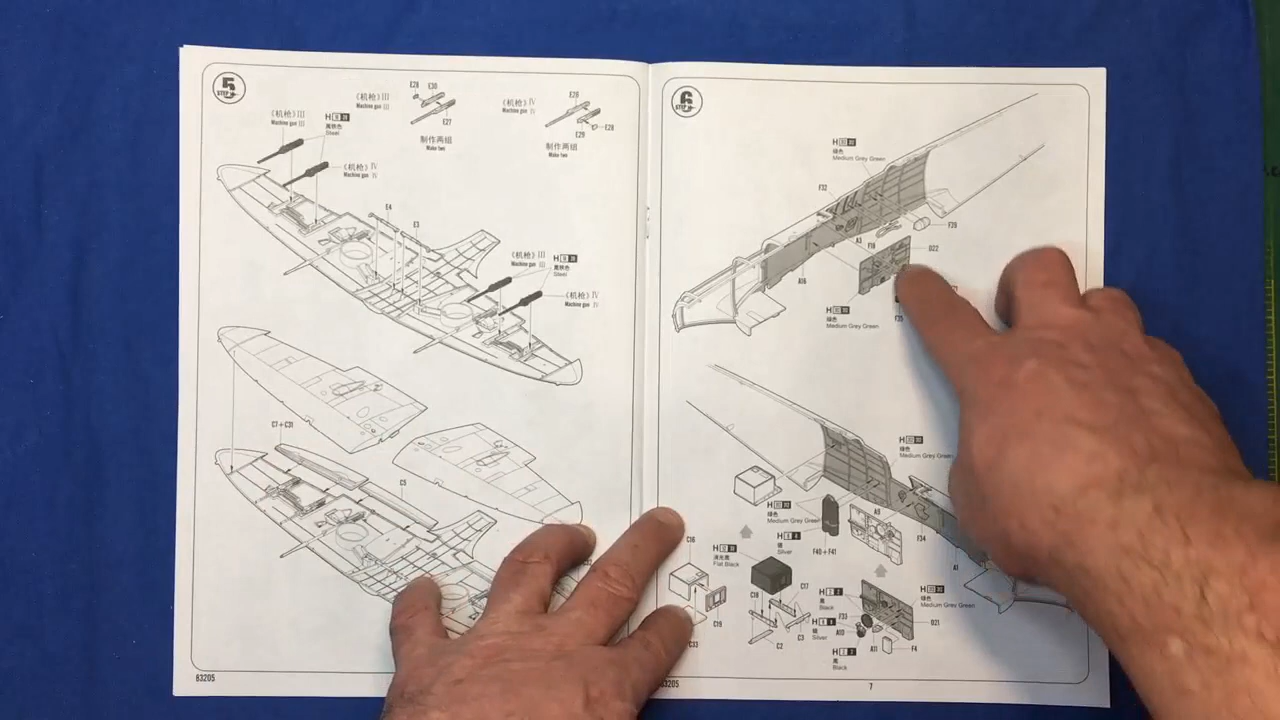 5
STEP
《机枪》III
Machine gun III
E28
E30
E27
制作两组
Make two
《机枪》IV
Machine gun IV
E26
E29
E28
制作两组
Make two
《机枪》III
Machine gun III
H
黑铁色
Steel
《机枪》IV
Machine gun IV
E4
E3
《机枪》III
Machine gun III
H
黑铁色
Steel
《机枪》IV
Machine gun IV
C7+C31
C5
63205
6
STEP
H
绿色
Medium Grey Green
F32
F39
A3
F18
D22
A16
F35
H
绿色
Medium Grey Green
H
绿色
Medium Grey Green
H
绿色
Medium Grey Green
A9
F34
A1
H
银
Silver
F40+F41
C16
H
消光黑
Flat Black
C19
C33
C18
C17
C3
C2
H
黑
Black
F33
H
银
Silver
A10
H
黑
Black
A11
F4
D21
H
绿色
Medium Grey Green
63205
7